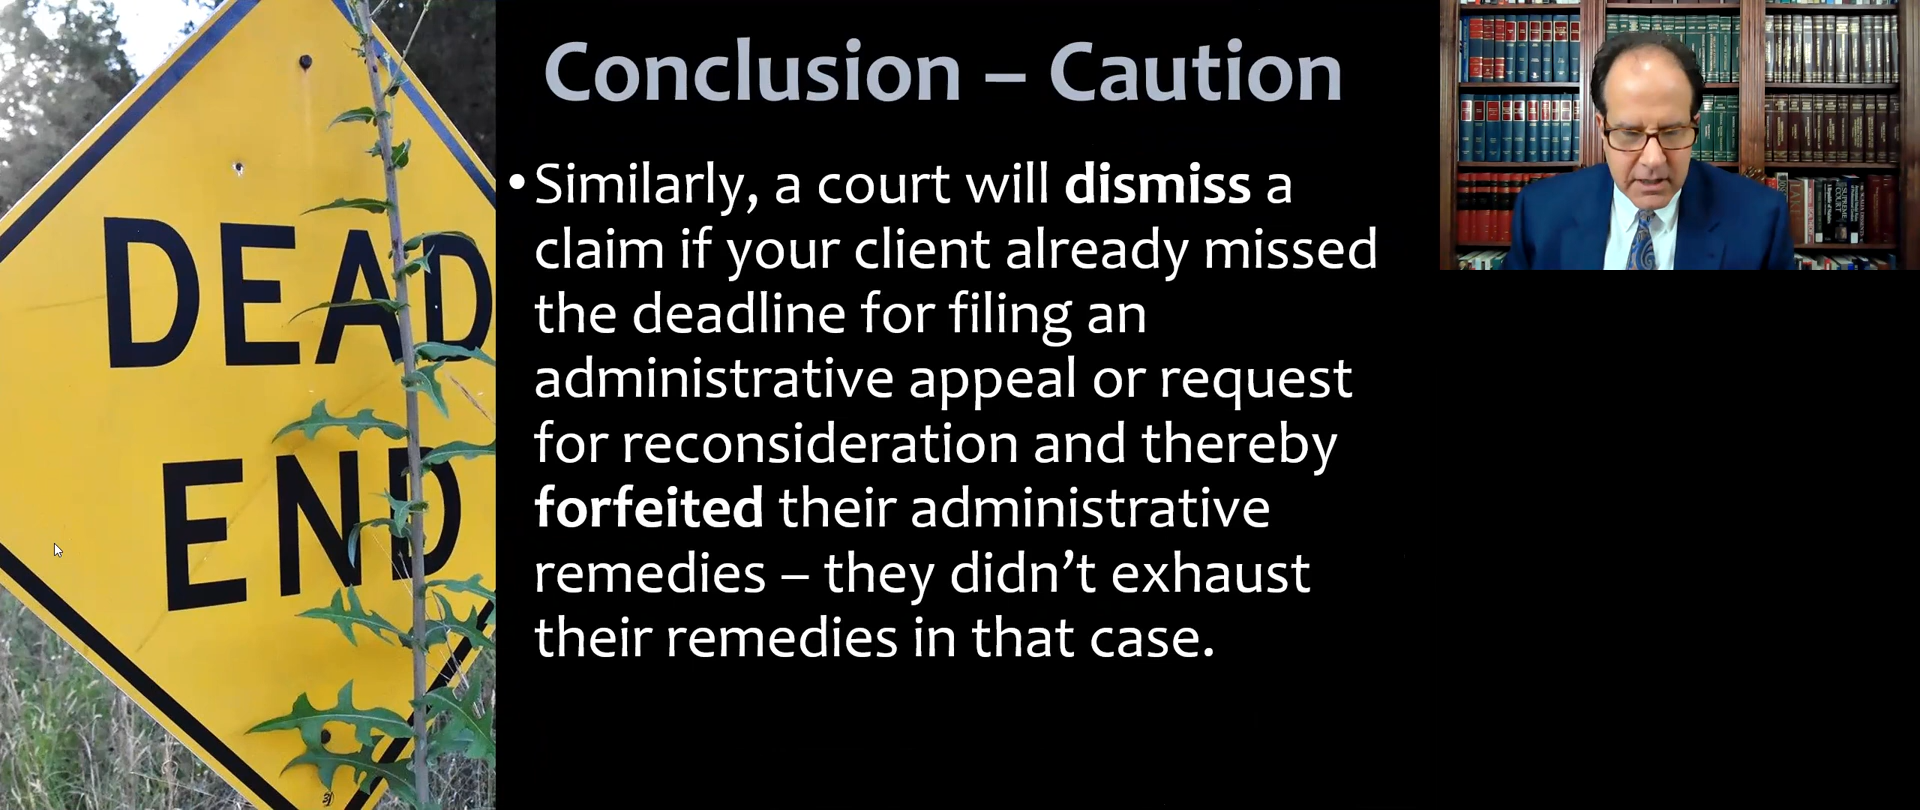 DEAD
END
Conclusion – Caution
• Similarly, a court will dismiss a
claim if your client already missed
the deadline for filing an
administrative appeal or request
for reconsideration and thereby
forfeited their administrative
remedies – they didn’t exhaust
their remedies in that case.